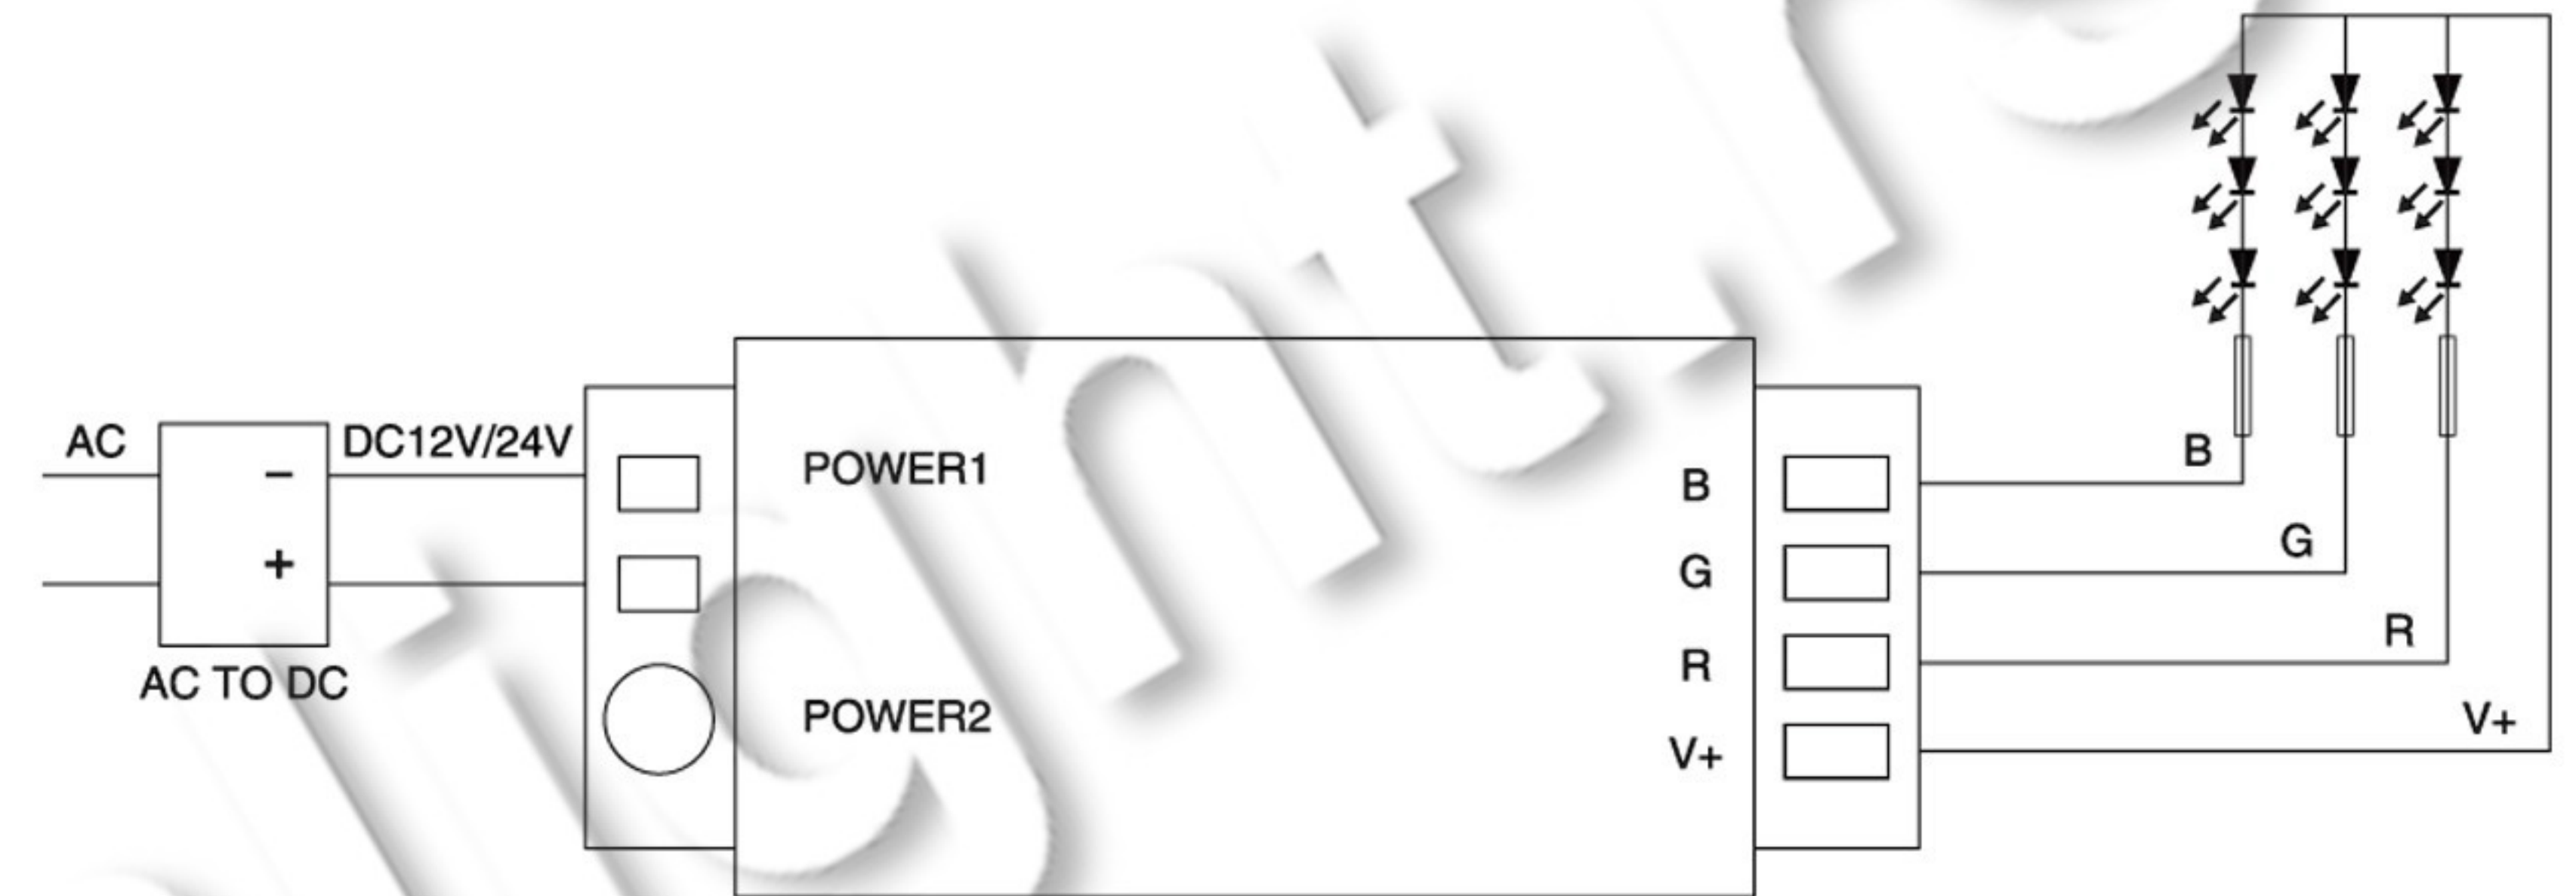 AC
DC12V/24V
−
+
AC TO DC
POWER1
POWER2
B
G
R
V+
B
G
R
V+